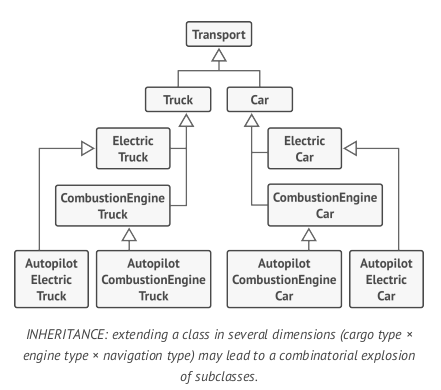 Transport
Truck
Car
Electric
Truck
Electric
Car
CombustionEngine
Truck
CombustionEngine
Car
Autopilot
Electric
Truck
Autopilot
CombustionEngine
Truck
Autopilot
CombustionEngine
Car
Autopilot
Electric
Car
INHERITANCE: extending a class in several dimensions (cargo type ×
engine type × navigation type) may lead to a combinatorial explosion
of subclasses.